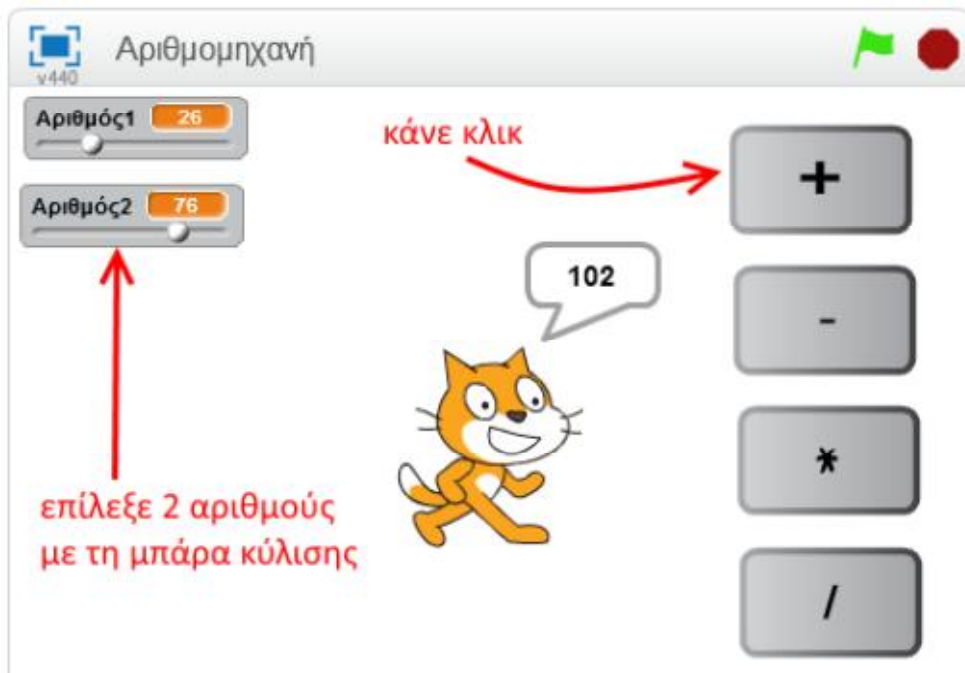 Αριθμομηχανή
v440
Αριθμός1 26
Αριθμός2 76
κάνε κλικ
+
102
-
*
επίλεξε 2 αριθμούς
με τη μπάρα κύλισης
/